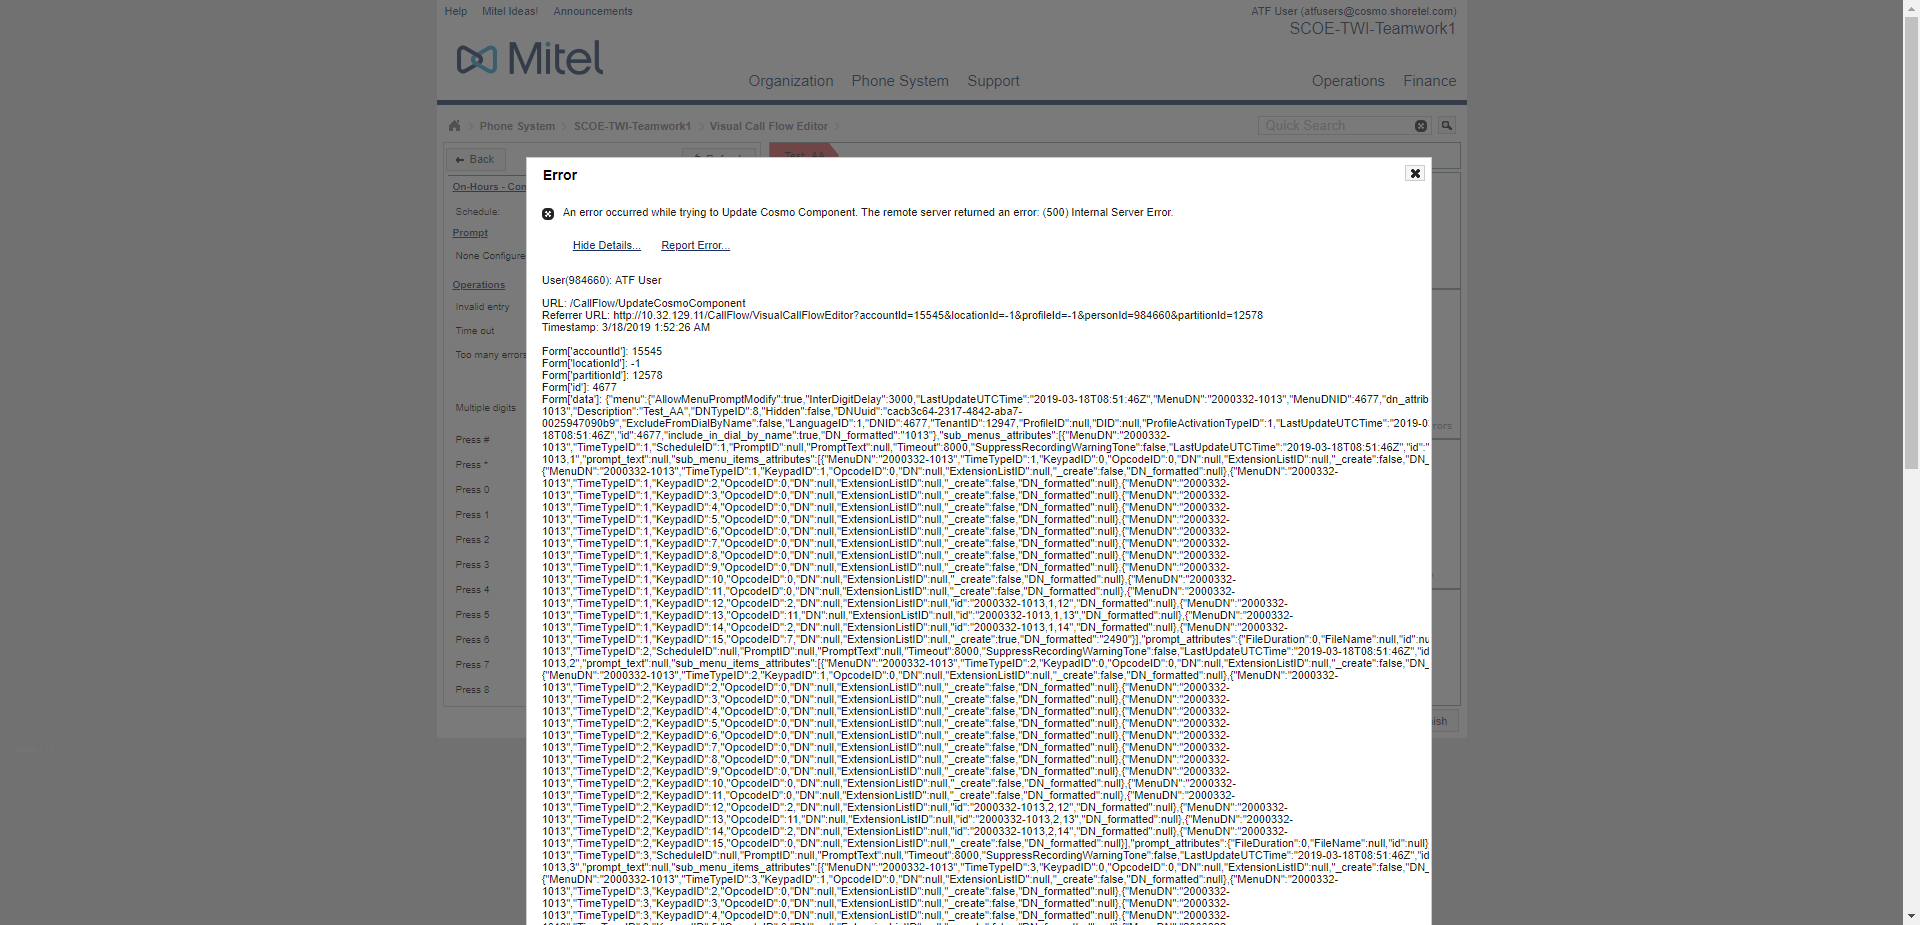 Help Mitel Ideas! Announcements ATF User (atfusers@cosmo.shoretel.com)
SCOE-TWI-Teamwork1
Mitel
Organization Phone System Support Operations Finance
Phone System SCOE-TWI-Teamwork1 Visual Call Flow Editor Quick Search
Back
Test_AA
On-Hours - Con
Schedule:
Prompt
None Configure
Operations
Invalid entry
Time out
Too many errors
Multiple digits
Press #
Press *
Press 0
Press 1
Press 2
Press 3
Press 4
Press 5
Press 6
Press 7
Press 8
Error
An error occurred while trying to Update Cosmo Component. The remote server returned an error: (500) Internal Server Error.
Hide Details... Report Error...
User(984660): ATF User
URL: /CallFlow/UpdateCosmoComponent
Referrer URL: http://10.32.129.11/CallFlow/VisualCallFlowEditor?accountId=15545&locationId=-1&profileId=-1&personId=984660&partitionId=12578
Timestamp: 3/18/2019 1:52:26 AM
Form['accountId']: 15545
Form['locationId']: -1
Form['partitionId']: 12578
Form['id']: 4677
Form['data']: {"menu":{"AllowMenuPromptModify":true,"InterDigitDelay":3000,"LastUpdateUTCTime":"2019-03-18T08:51:46Z","MenuDN":"2000332-1013","MenuDNID":4677,"dn_attrib
1013","Description":"Test_AA","DNTypeID":8,"Hidden":false,"DNUuid":"cacb3c64-2317-4842-aba7-
0025947090b9","ExcludeFromDialByName":false,"LanguageID":1,"DNID":4677,"TenantID":12947,"ProfileID":null,"DID":null,"ProfileActivationTypeID":1,"LastUpdateUTCTime":"2019-03
18T08:51:46Z","id":4677,"include_in_dial_by_name":true,"DN_formatted":"1013"},"sub_menus_attributes":[{"MenuDN":"2000332-
1013","TimeTypeID":1,"ScheduleID":1,"PromptID":null,"PromptText":null,"Timeout":8000,"SuppressRecordingWarningTone":false,"LastUpdateUTCTime":"2019-03-18T08:51:46Z","id":"
1013,1","prompt_text":null,"sub_menu_items_attributes":[{"MenuDN":"2000332-1013","TimeTypeID":1,"KeypadID":0,"OpcodeID":0,"DN":null,"ExtensionListID":null,"_create":false,"DN_
{"MenuDN":"2000332-1013","TimeTypeID":1,"KeypadID":1,"OpcodeID":0,"DN":null,"ExtensionListID":null,"_create":false,"DN_formatted":null},{"MenuDN":"2000332-
1013","TimeTypeID":1,"KeypadID":2,"OpcodeID":0,"DN":null,"ExtensionListID":null,"_create":false,"DN_formatted":null},{"MenuDN":"2000332-
1013","TimeTypeID":1,"KeypadID":3,"OpcodeID":0,"DN":null,"ExtensionListID":null,"_create":false,"DN_formatted":null},{"MenuDN":"2000332-
1013","TimeTypeID":1,"KeypadID":4,"OpcodeID":0,"DN":null,"ExtensionListID":null,"_create":false,"DN_formatted":null},{"MenuDN":"2000332-
1013","TimeTypeID":1,"KeypadID":5,"OpcodeID":0,"DN":null,"ExtensionListID":null,"_create":false,"DN_formatted":null},{"MenuDN":"2000332-
1013","TimeTypeID":1,"KeypadID":6,"OpcodeID":0,"DN":null,"ExtensionListID":null,"_create":false,"DN_formatted":null},{"MenuDN":"2000332-
1013","TimeTypeID":1,"KeypadID":7,"OpcodeID":0,"DN":null,"ExtensionListID":null,"_create":false,"DN_formatted":null},{"MenuDN":"2000332-
1013","TimeTypeID":1,"KeypadID":8,"OpcodeID":0,"DN":null,"ExtensionListID":null,"_create":false,"DN_formatted":null},{"MenuDN":"2000332-
1013","TimeTypeID":1,"KeypadID":9,"OpcodeID":0,"DN":null,"ExtensionListID":null,"_create":false,"DN_formatted":null},{"MenuDN":"2000332-
1013","TimeTypeID":1,"KeypadID":10,"OpcodeID":0,"DN":null,"ExtensionListID":null,"_create":false,"DN_formatted":null},{"MenuDN":"2000332-
1013","TimeTypeID":1,"KeypadID":11,"OpcodeID":0,"DN":null,"ExtensionListID":null,"_create":false,"DN_formatted":null},{"MenuDN":"2000332-
1013","TimeTypeID":1,"KeypadID":12,"OpcodeID":2,"DN":null,"ExtensionListID":null,"id":"2000332-1013,1,12","DN_formatted":null},{"MenuDN":"2000332-
1013","TimeTypeID":1,"KeypadID":13,"OpcodeID":11,"DN":null,"ExtensionListID":null,"id":"2000332-1013,1,13","DN_formatted":null},{"MenuDN":"2000332-
1013","TimeTypeID":1,"KeypadID":14,"OpcodeID":2,"DN":null,"ExtensionListID":null,"id":"2000332-1013,1,14","DN_formatted":null},{"MenuDN":"2000332-
1013","TimeTypeID":1,"KeypadID":15,"OpcodeID":7,"DN":null,"ExtensionListID":null,"_create":true,"DN_formatted":"2490"}],"prompt_attributes":{"FileDuration":0,"FileName":null,"id":nu
1013","TimeTypeID":2,"ScheduleID":null,"PromptID":null,"PromptText":null,"Timeout":8000,"SuppressRecordingWarningTone":false,"LastUpdateUTCTime":"2019-03-18T08:51:46Z","id
1013,2","prompt_text":null,"sub_menu_items_attributes":[{"MenuDN":"2000332-1013","TimeTypeID":2,"KeypadID":0,"OpcodeID":0,"DN":null,"ExtensionListID":null,"_create":false,"DN_
{"MenuDN":"2000332-1013","TimeTypeID":2,"KeypadID":1,"OpcodeID":0,"DN":null,"ExtensionListID":null,"_create":false,"DN_formatted":null},{"MenuDN":"2000332-
1013","TimeTypeID":2,"KeypadID":2,"OpcodeID":0,"DN":null,"ExtensionListID":null,"_create":false,"DN_formatted":null},{"MenuDN":"2000332-
1013","TimeTypeID":2,"KeypadID":3,"OpcodeID":0,"DN":null,"ExtensionListID":null,"_create":false,"DN_formatted":null},{"MenuDN":"2000332-
1013","TimeTypeID":2,"KeypadID":4,"OpcodeID":0,"DN":null,"ExtensionListID":null,"_create":false,"DN_formatted":null},{"MenuDN":"2000332-
1013","TimeTypeID":2,"KeypadID":5,"OpcodeID":0,"DN":null,"ExtensionListID":null,"_create":false,"DN_formatted":null},{"MenuDN":"2000332-
1013","TimeTypeID":2,"KeypadID":6,"OpcodeID":0,"DN":null,"ExtensionListID":null,"_create":false,"DN_formatted":null},{"MenuDN":"2000332-
1013","TimeTypeID":2,"KeypadID":7,"OpcodeID":0,"DN":null,"ExtensionListID":null,"_create":false,"DN_formatted":null},{"MenuDN":"2000332-
1013","TimeTypeID":2,"KeypadID":8,"OpcodeID":0,"DN":null,"ExtensionListID":null,"_create":false,"DN_formatted":null},{"MenuDN":"2000332-
1013","TimeTypeID":2,"KeypadID":9,"OpcodeID":0,"DN":null,"ExtensionListID":null,"_create":false,"DN_formatted":null},{"MenuDN":"2000332-
1013","TimeTypeID":2,"KeypadID":10,"OpcodeID":0,"DN":null,"ExtensionListID":null,"_create":false,"DN_formatted":null},{"MenuDN":"2000332-
1013","TimeTypeID":2,"KeypadID":11,"OpcodeID":0,"DN":null,"ExtensionListID":null,"_create":false,"DN_formatted":null},{"MenuDN":"2000332-
1013","TimeTypeID":2,"KeypadID":12,"OpcodeID":2,"DN":null,"ExtensionListID":null,"id":"2000332-1013,2,12","DN_formatted":null},{"MenuDN":"2000332-
1013","TimeTypeID":2,"KeypadID":13,"OpcodeID":11,"DN":null,"ExtensionListID":null,"id":"2000332-1013,2,13","DN_formatted":null},{"MenuDN":"2000332-
1013","TimeTypeID":2,"KeypadID":14,"OpcodeID":2,"DN":null,"ExtensionListID":null,"id":"2000332-1013,2,14","DN_formatted":null},{"MenuDN":"2000332-
1013","TimeTypeID":2,"KeypadID":15,"OpcodeID":0,"DN":null,"ExtensionListID":null,"_create":false,"DN_formatted":null}],"prompt_attributes":{"FileDuration":0,"FileName":null,"id":null}
1013","TimeTypeID":3,"ScheduleID":null,"PromptID":null,"PromptText":null,"Timeout":8000,"SuppressRecordingWarningTone":false,"LastUpdateUTCTime":"2019-03-18T08:51:46Z","id
1013,3","prompt_text":null,"sub_menu_items_attributes":[{"MenuDN":"2000332-1013","TimeTypeID":3,"KeypadID":0,"OpcodeID":0,"DN":null,"ExtensionListID":null,"_create":false,"DN_
{"MenuDN":"2000332-1013","TimeTypeID":3,"KeypadID":1,"OpcodeID":0,"DN":null,"ExtensionListID":null,"_create":false,"DN_formatted":null},{"MenuDN":"2000332-
1013","TimeTypeID":3,"KeypadID":2,"OpcodeID":0,"DN":null,"ExtensionListID":null,"_create":false,"DN_formatted":null},{"MenuDN":"2000332-
1013","TimeTypeID":3,"KeypadID":3,"OpcodeID":0,"DN":null,"ExtensionListID":null,"_create":false,"DN_formatted":null},{"MenuDN":"2000332-
1013","TimeTypeID":3,"KeypadID":4,"OpcodeID":0,"DN":null,"ExtensionListID":null,"_create":false,"DN_formatted":null},{"MenuDN":"2000332-